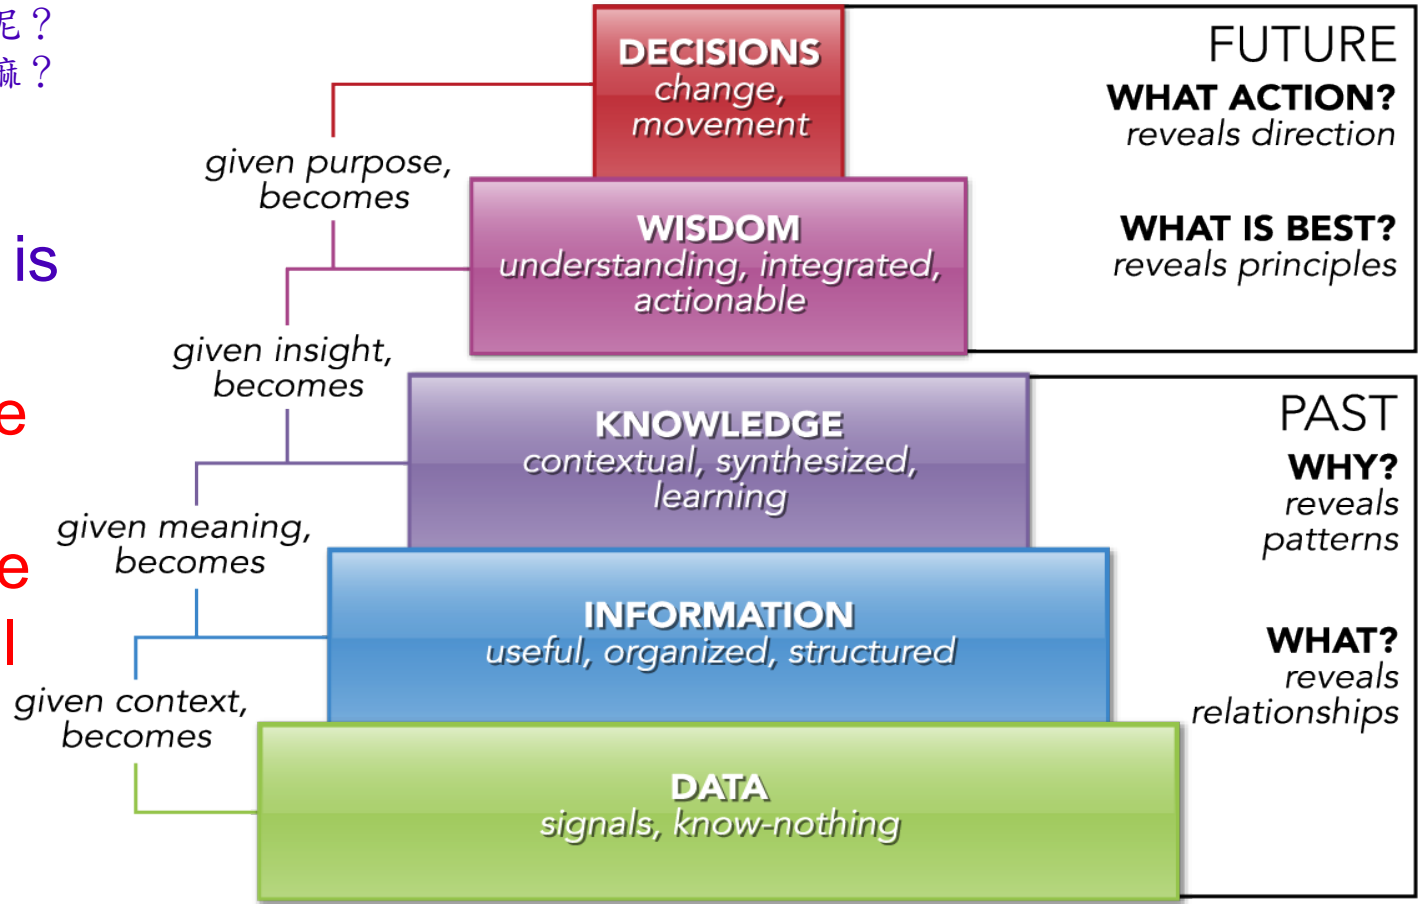 呢？
嘛？
is
e
e
l
DECISIONS
change,
movement
given purpose,
becomes
WISDOM
understanding, integrated,
actionable
given insight,
becomes
KNOWLEDGE
contextual, synthesized,
learning
given meaning,
becomes
INFORMATION
useful, organized, structured
given context,
becomes
DATA
signals, know-nothing
FUTURE
WHAT ACTION?
reveals direction
WHAT IS BEST?
reveals principles
PAST
WHY?
reveals
patterns
WHAT?
reveals
relationships